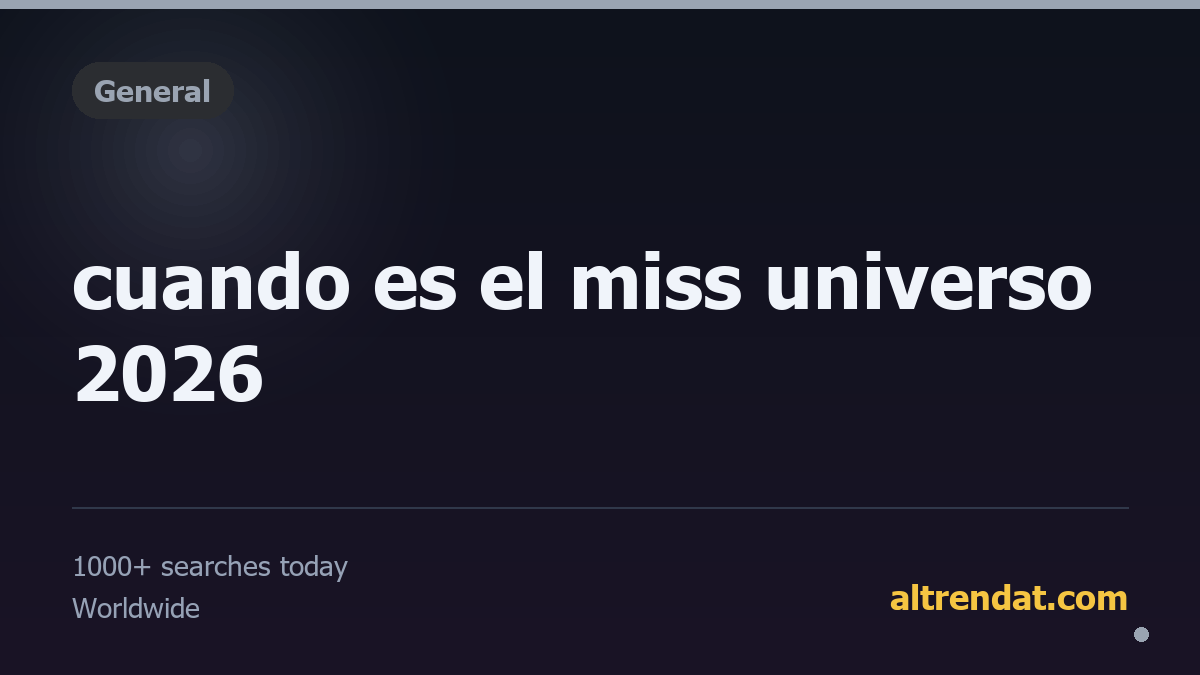 General
cuando es el miss universo
2026
1000+ searches today
Worldwide
altrendat.com